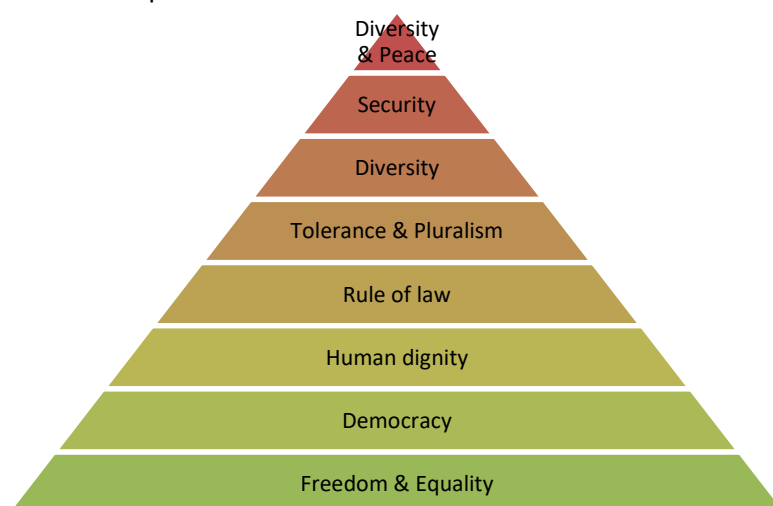 Diversity
& Peace
Security
Diversity
Tolerance & Pluralism
Rule of law
Human dignity
Democracy
Freedom & Equality